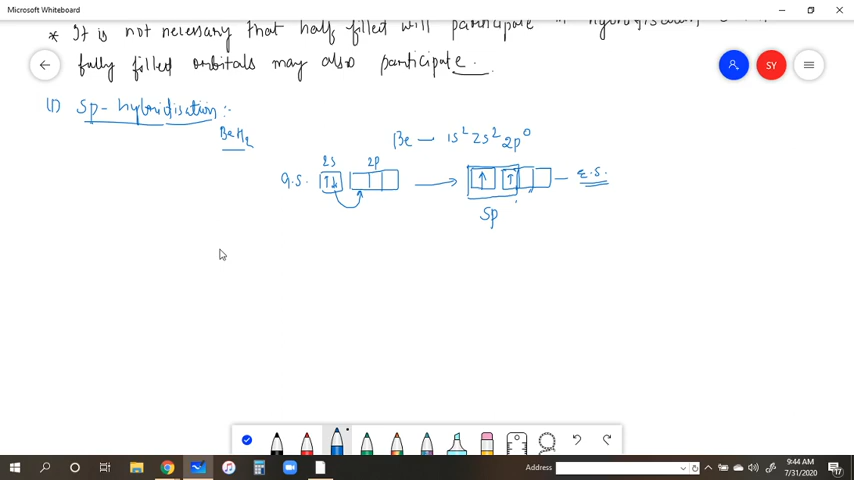 Microsoft Whiteboard
* It is not necessary that half filled will participate in hybridisation,
fully filled orbitals may also participate.
SY
(1) Sp-hybridisation :-
BeH₂
Be — 1s² 2s² 2p⁰
2s 2p
G.S. ↑↓ → ↑ ↑ — E.S.
Sp
9:44 AM
Address
7/31/2020